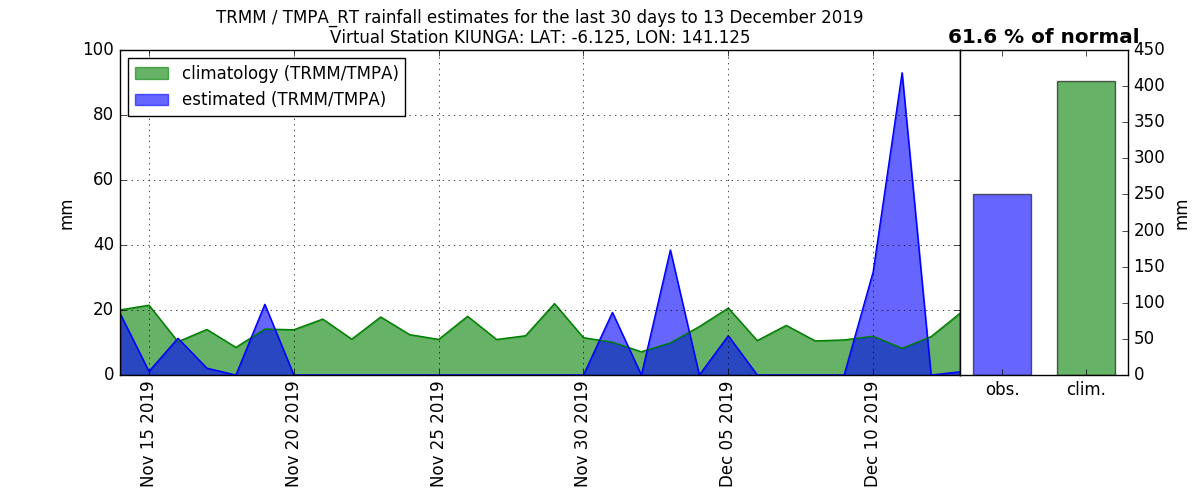 TRMM / TMPA_RT rainfall estimates for the last 30 days to 13 December 2019
Virtual Station KIUNGA: LAT: -6.125, LON: 141.125
61.6 % of normal
climatology (TRMM/TMPA)
estimated (TRMM/TMPA)
100
80
60
40
20
0
mm
Nov 15 2019
Nov 20 2019
Nov 25 2019
Nov 30 2019
Dec 05 2019
Dec 10 2019
450
400
350
300
250
200
150
100
50
0
mm
obs.
clim.